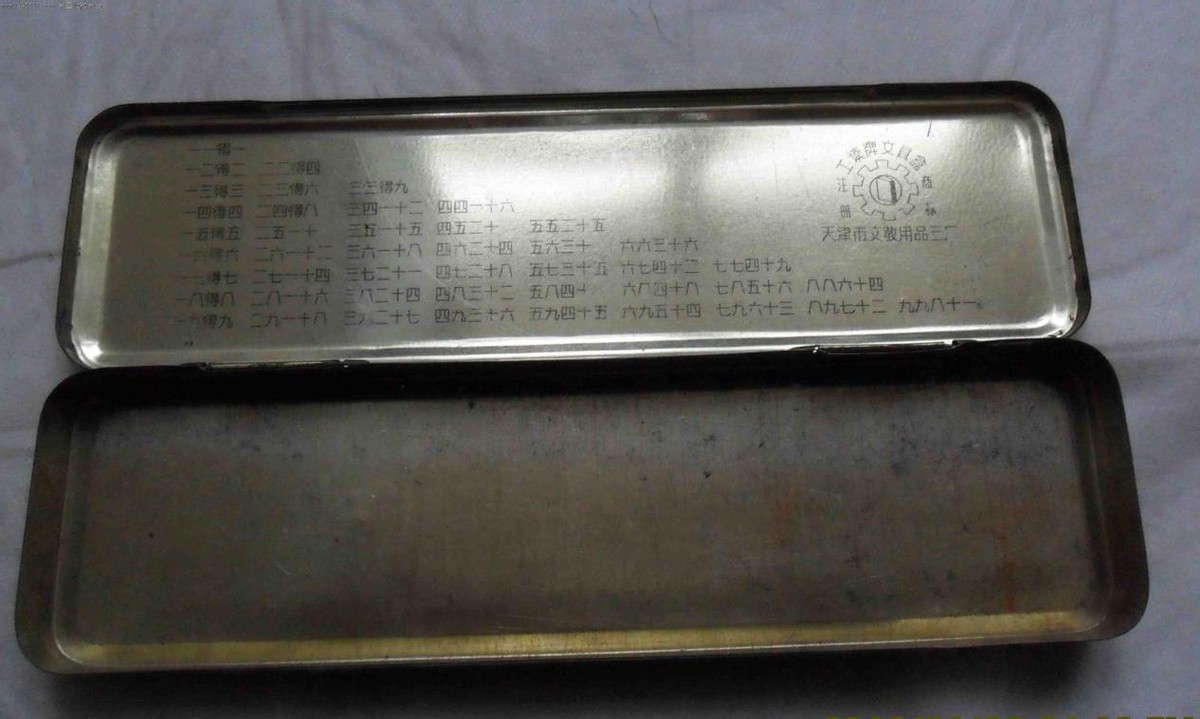 一一得一
一二得二 二二得四
一三得三 二三得六 三三得九
一四得四 二四得八 三四一十二 四四一十六
一五得五 二五一十 三五一十五 四五二十 五五二十五
一六得六 二六一十二 三六一十八 四六二十四 五六三十 六六三十六
一七得七 二七一十四 三七二十一 四七二十八 五七三十五 六七四十二 七七四十九
一八得八 二八一十六 三八二十四 四八三十二 五八四十 六八四十八 七八五十六 八八六十四
一九得九 二九一十八 三九二十七 四九三十六 五九四十五 六九五十四 七九六十三 八九七十二 九九八十一
牌文具盒
注册
商标
天津市文教用品三厂